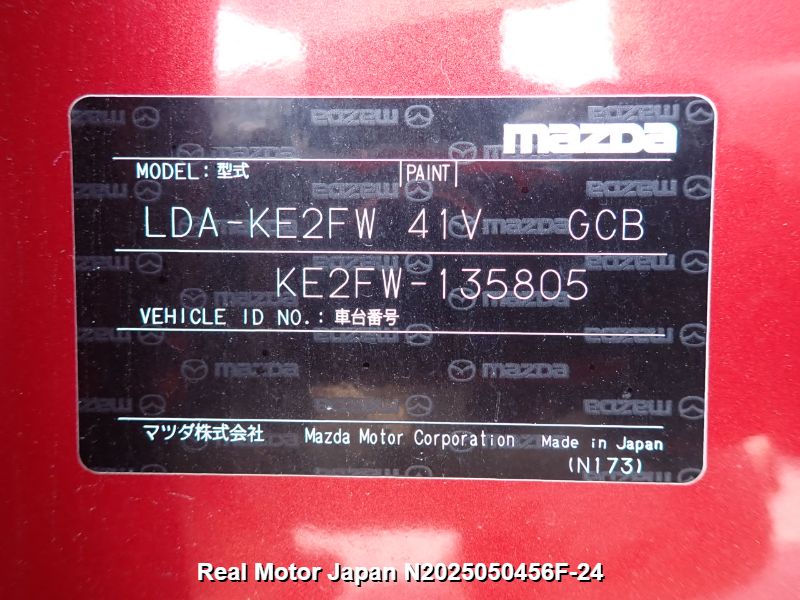 mazda
MODEL: 型式 PAINT
LDA-KE2FW 41V GCB
KE2FW-135805
VEHICLE ID NO.: 車台番号
マツダ株式会社 Mazda Motor Corporation Made in Japan
(N173)
Real Motor Japan N2025050456F-24